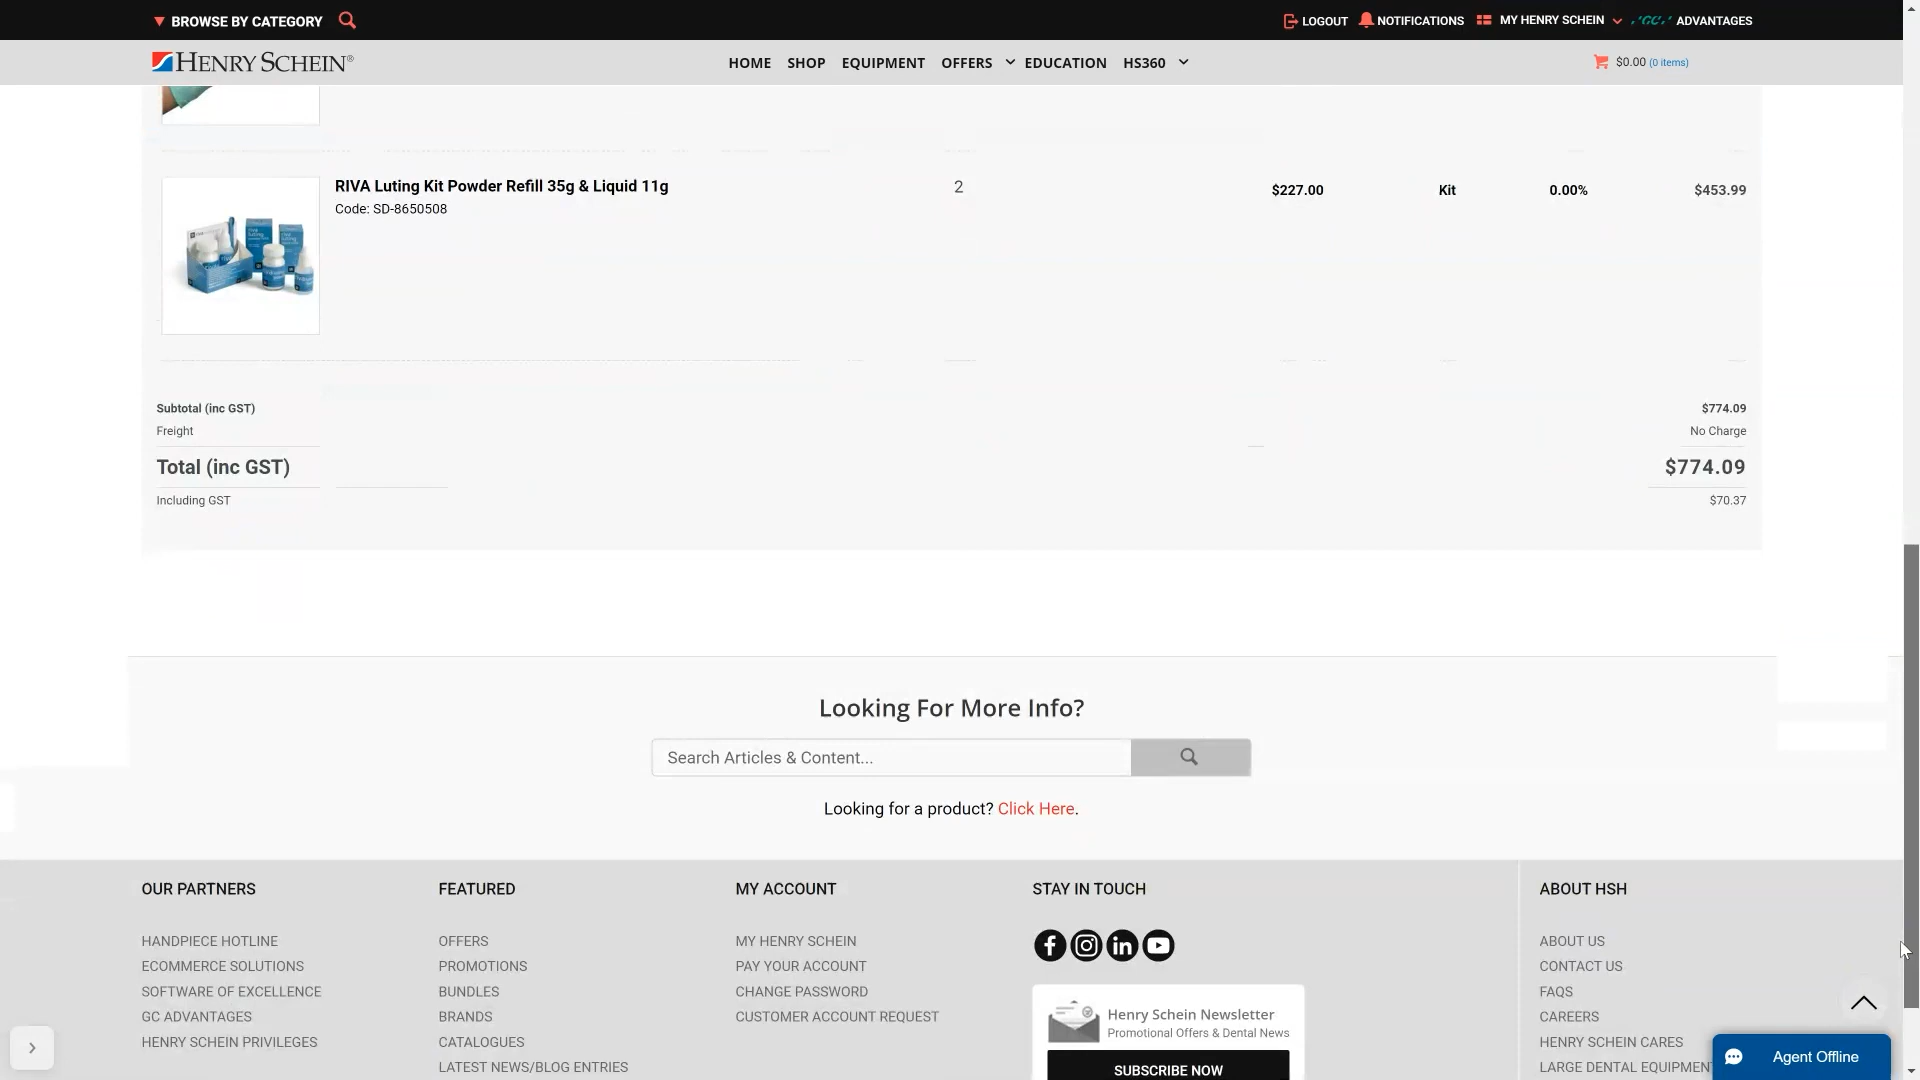 BROWSE BY CATEGORY
LOGOUT
NOTIFICATIONS
MY HENRY SCHEIN
GC
ADVANTAGES
HENRY SCHEIN®
HOME
SHOP
EQUIPMENT
OFFERS
EDUCATION
HS360
$0.00 (0 items)
RIVA Luting Kit Powder Refill 35g & Liquid 11g
2
$227.00
Kit
0.00%
$453.99
Code: SD-8650508
Subtotal (inc GST)
$774.09
Freight
No Charge
Total (inc GST)
$774.09
Including GST
$70.37
Looking For More Info?
Search Articles & Content...
Looking for a product? Click Here.
OUR PARTNERS
HANDPIECE HOTLINE
ECOMMERCE SOLUTIONS
SOFTWARE OF EXCELLENCE
GC ADVANTAGES
HENRY SCHEIN PRIVILEGES
FEATURED
OFFERS
PROMOTIONS
BUNDLES
BRANDS
CATALOGUES
LATEST NEWS/BLOG ENTRIES
MY ACCOUNT
MY HENRY SCHEIN
PAY YOUR ACCOUNT
CHANGE PASSWORD
CUSTOMER ACCOUNT REQUEST
STAY IN TOUCH
Henry Schein Newsletter
Promotional Offers & Dental News
SUBSCRIBE NOW
ABOUT HSH
ABOUT US
CONTACT US
FAQS
CAREERS
HENRY SCHEIN CARES
LARGE DENTAL EQUIPMENT
Agent Offline